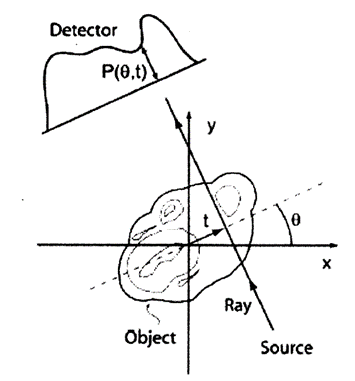 Detector
P(θ,t)
y
t
θ
x
Ray
Object
Source